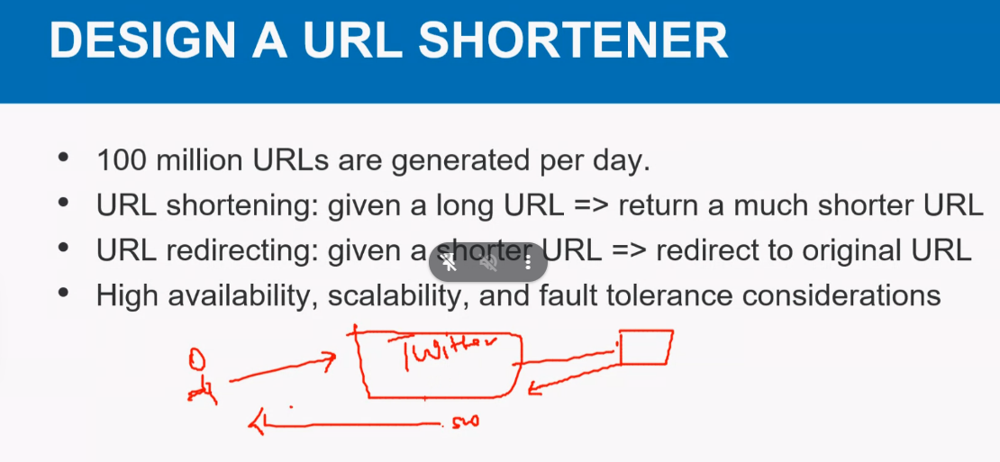 DESIGN A URL SHORTENER
• 100 million URLs are generated per day.
• URL shortening: given a long URL => return a much shorter URL
• URL redirecting: given a shorter URL => redirect to original URL
• High availability, scalability, and fault tolerance considerations
Twitter